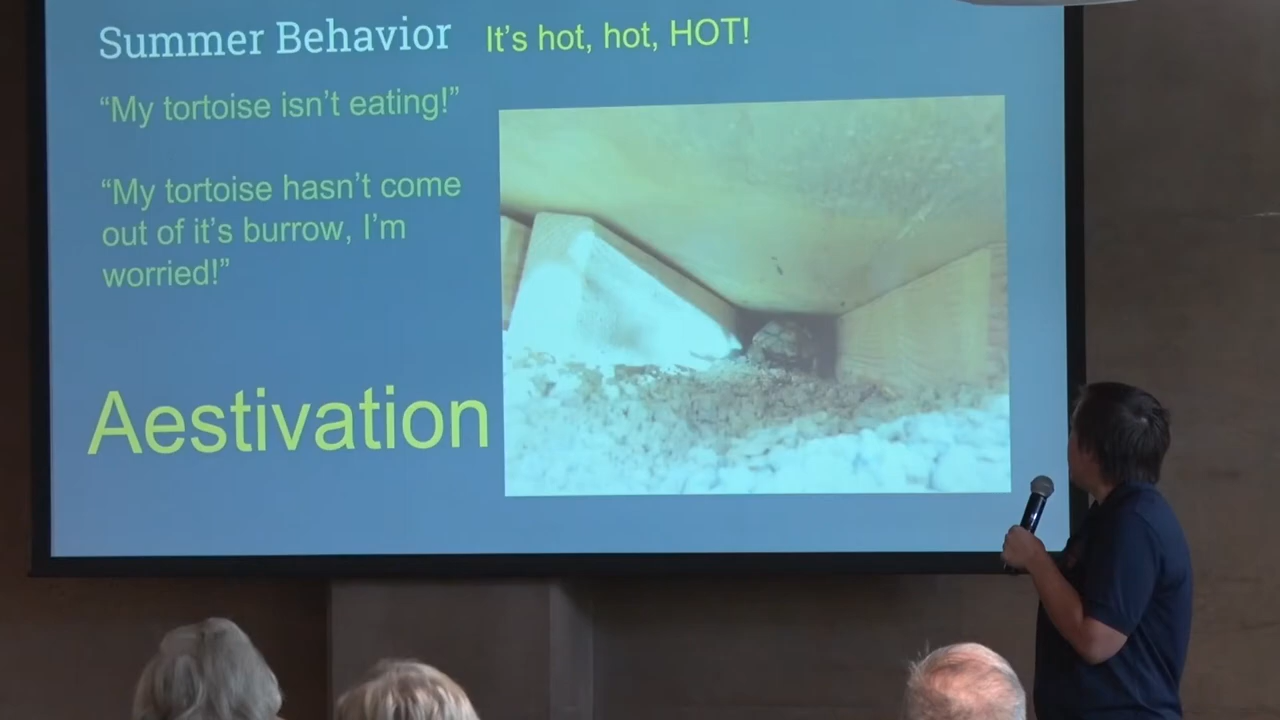 Summer Behavior It's hot, hot, HOT!
“My tortoise isn't eating!”
“My tortoise hasn't come
out of it's burrow, I'm
worried!”
Aestivation